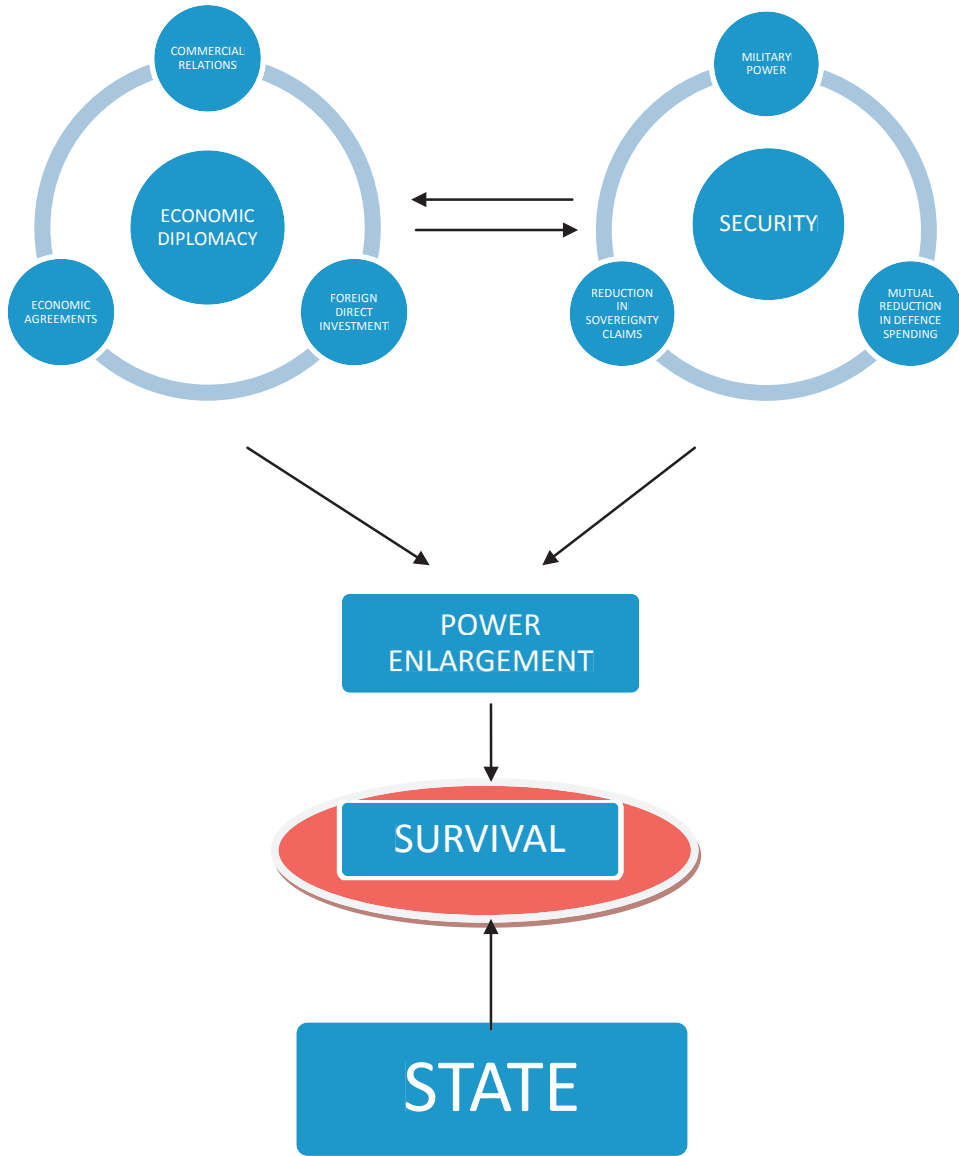 COMMERCIAL
RELATIONS
ECONOMIC
DIPLOMACY
ECONOMIC
AGREEMENTS
FOREIGN
DIRECT
INVESTMENT
MILITARY
POWER
SECURITY
REDUCTION
IN
SOVEREIGNTY
CLAIMS
MUTUAL
REDUCTION
IN DEFENCE
SPENDING
POWER
ENLARGEMENT
SURVIVAL
STATE